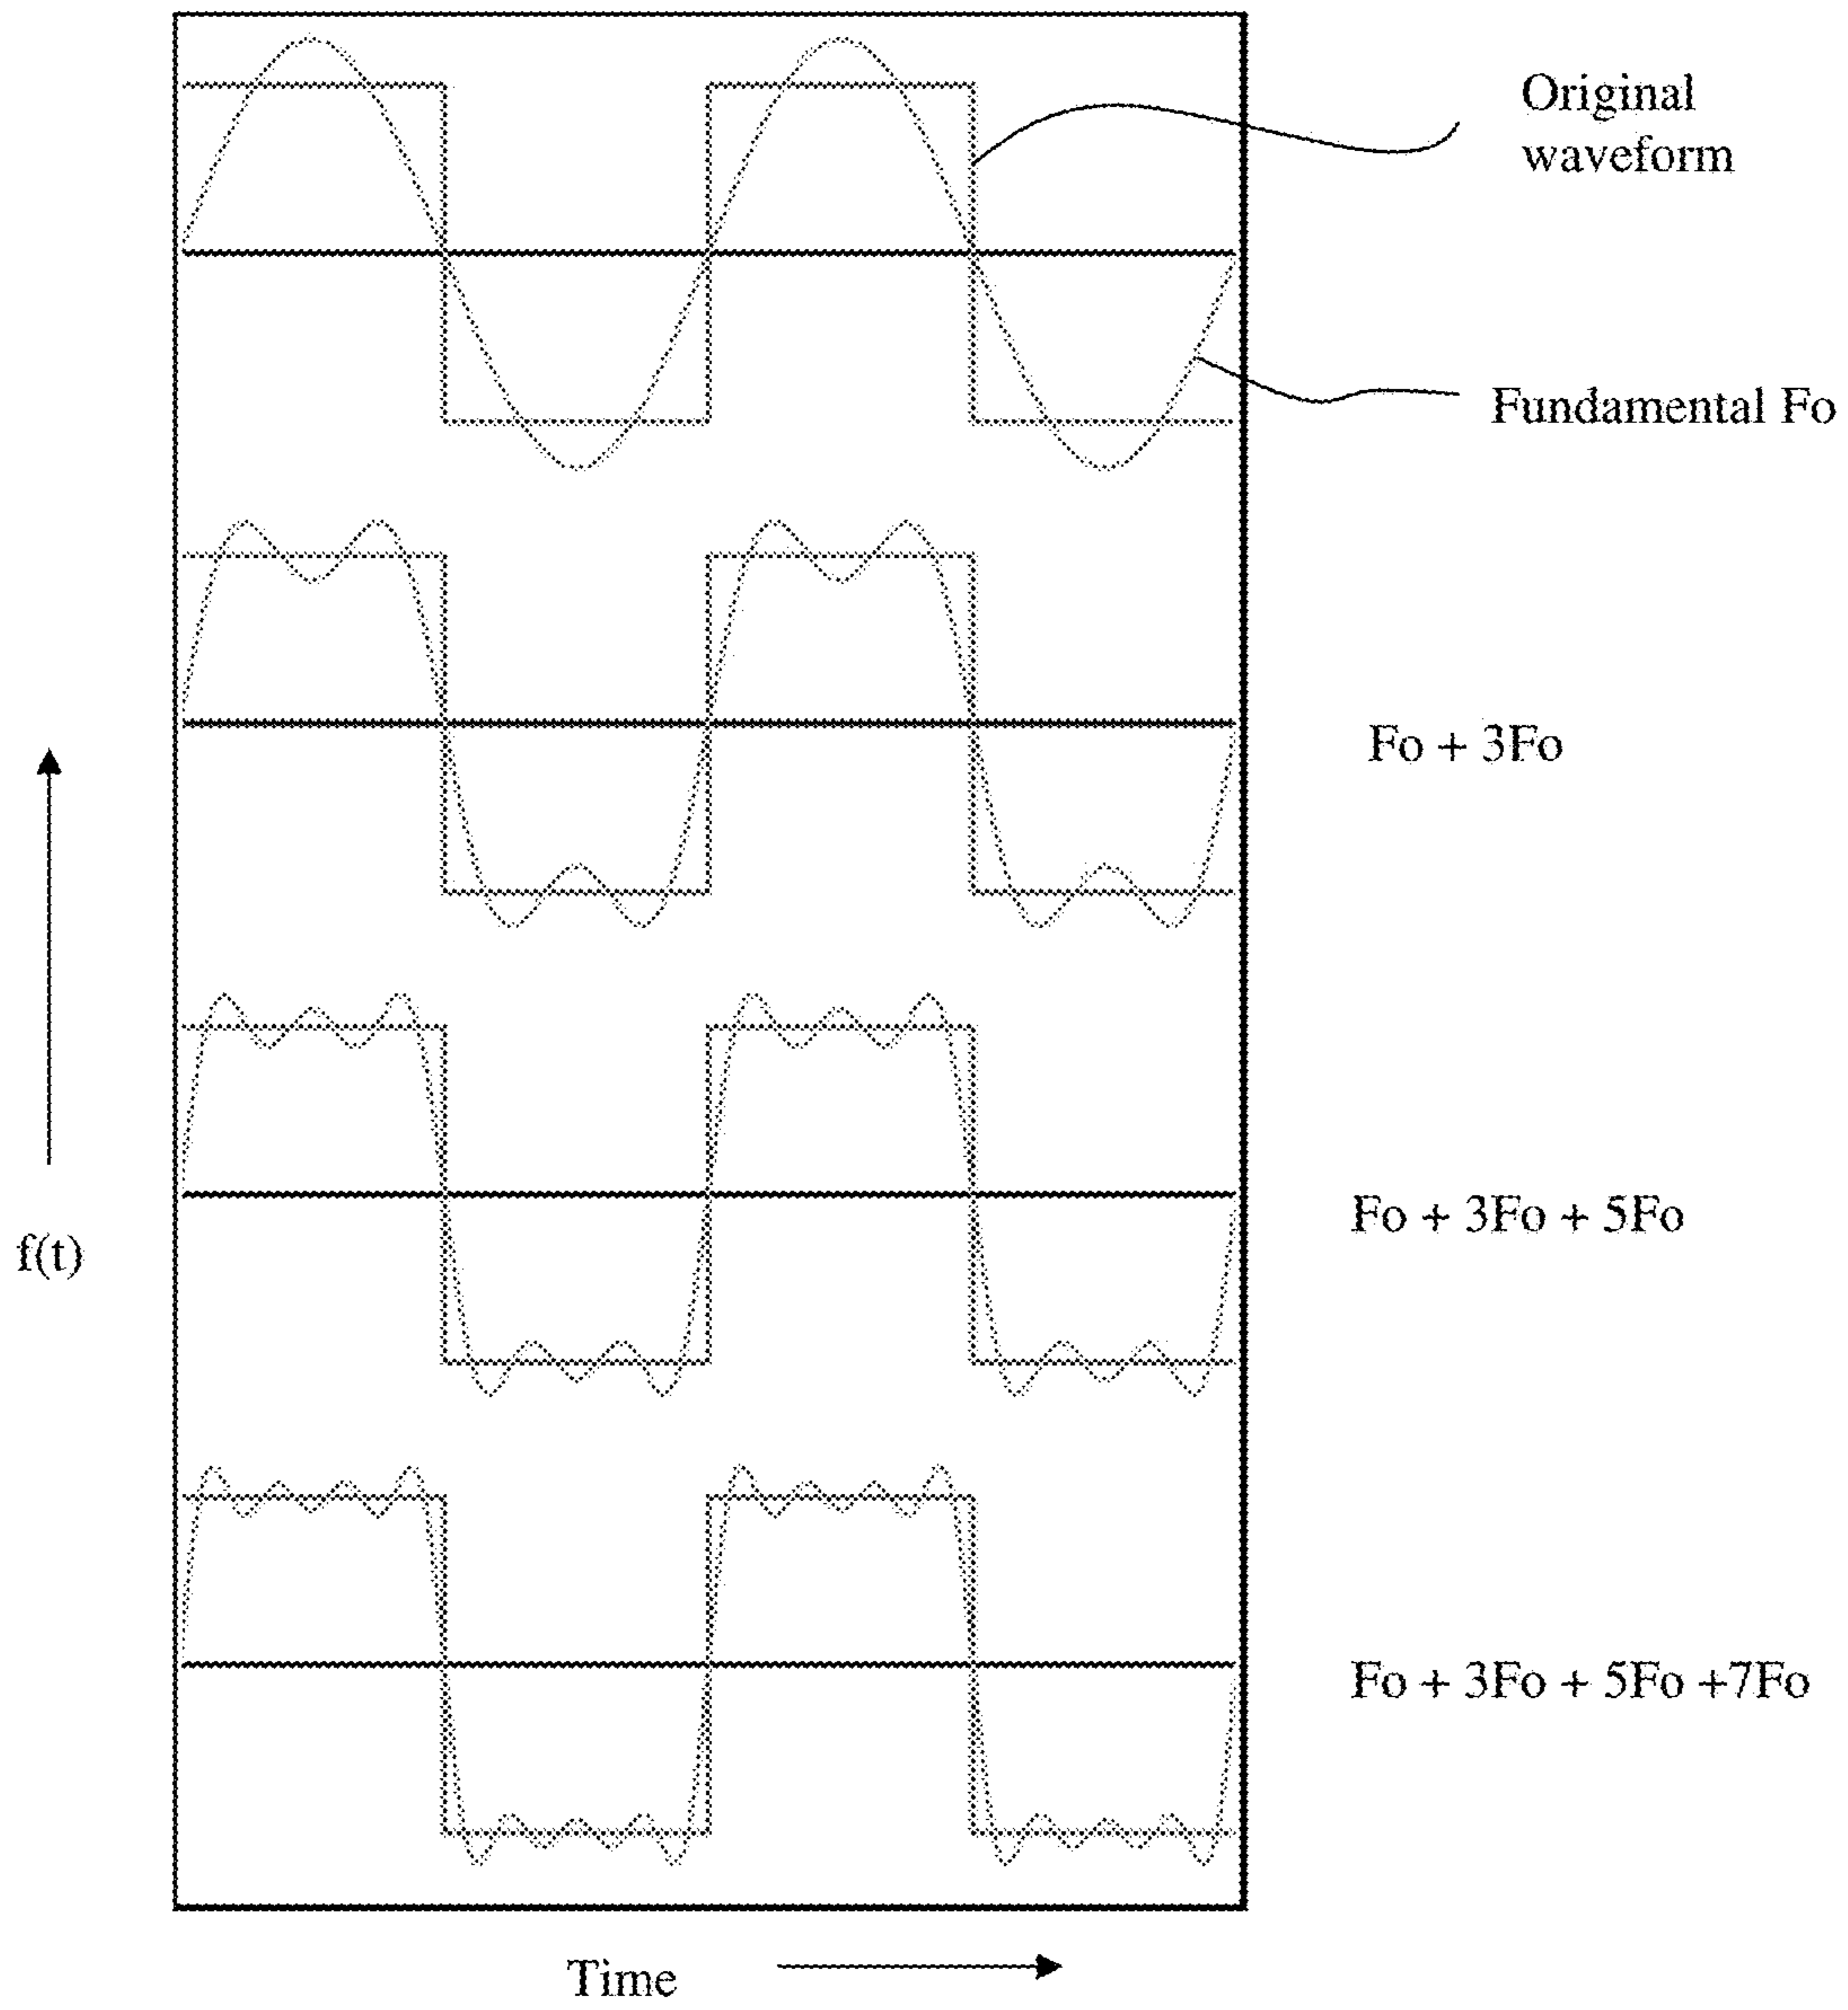 Original
waveform
Fundamental Fo
Fo + 3Fo
Fo + 3Fo + 5Fo
f(t)
Fo + 3Fo + 5Fo +7Fo
Time